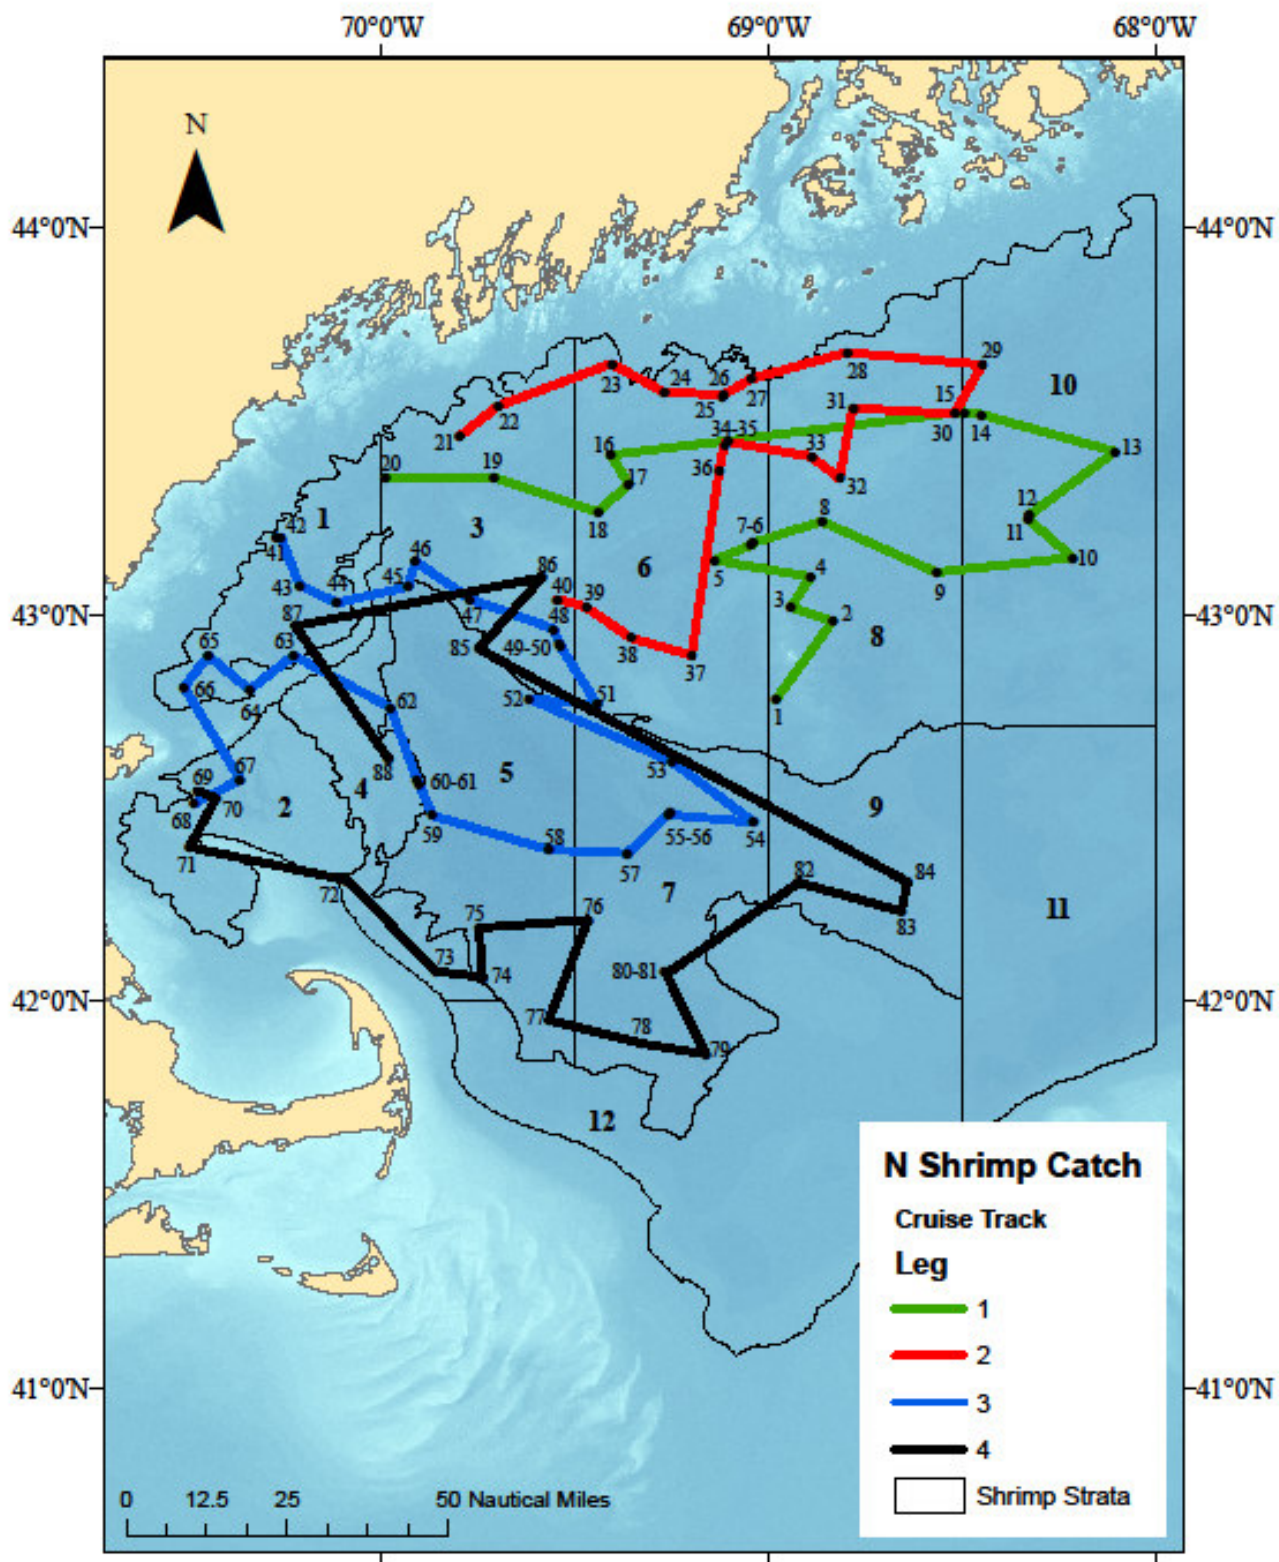 70°0'W 69°0'W 68°0'W
N
44°0'N 44°0'N
29
28
23 24 26 10
27
25 15
22 31
21 30 14
34-35
16 33 13
36
20 19 17 32
12
18 8
1 42 3 7-6 11
41
46 86 6 5 4 10
43 44 45 40 39 3 9
43°0'N 87 47 48 2 43°0'N
65 63 85 49-50 38 8
37
66 64 62 52 51 1
67 53
69 60-61 5
68 70 2 4 88 9
59 58 55-56 54
71 57
72 7 82 84
75 76 11
83
73 74 80-81
42°0'N 42°0'N
77 78
79
12
N Shrimp Catch
Cruise Track
Leg
1
2
41°0'N 41°0'N
3
4
0 12.5 25 50 Nautical Miles
Shrimp Strata